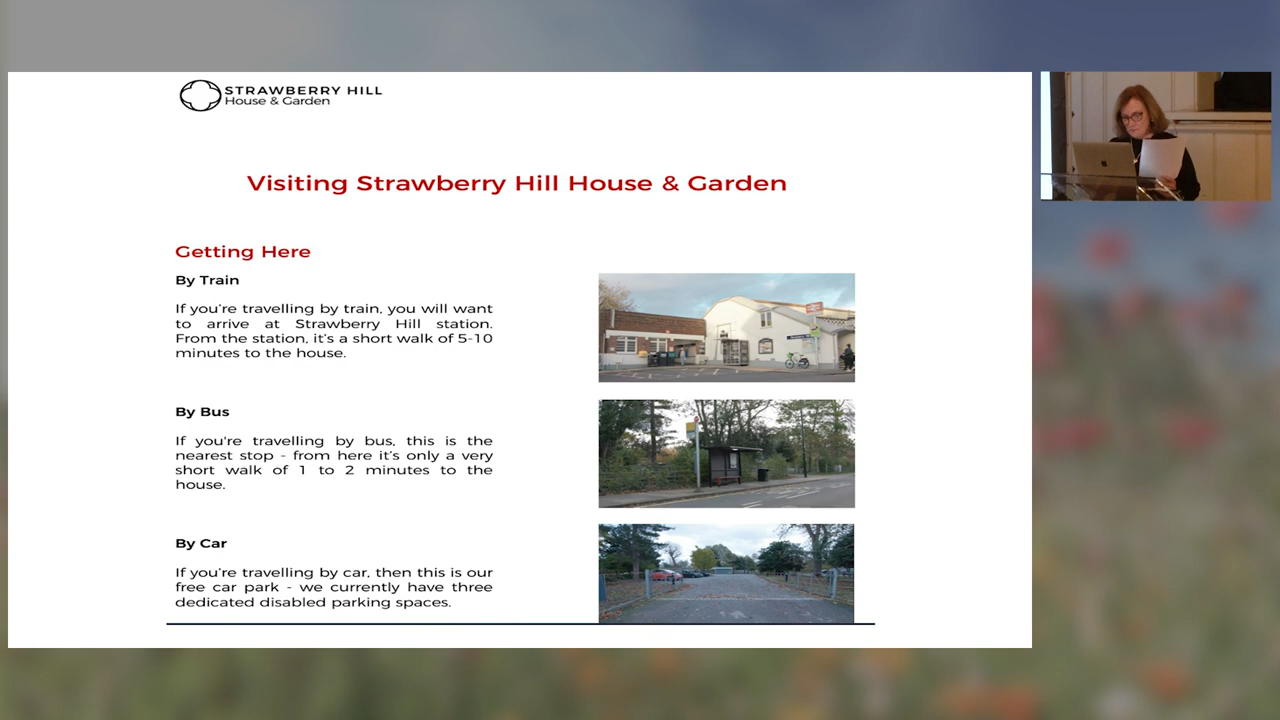 STRAWBERRY HILL
House & Garden
Visiting Strawberry Hill House & Garden
Getting Here
By Train
If you're travelling by train, you will want
to arrive at Strawberry Hill station.
From the station, it's a short walk of 5-10
minutes to the house.
By Bus
If you're travelling by bus, this is the
nearest stop - from here it's only a very
short walk of 1 to 2 minutes to the
house.
By Car
If you're travelling by car, then this is our
free car park - we currently have three
dedicated disabled parking spaces.